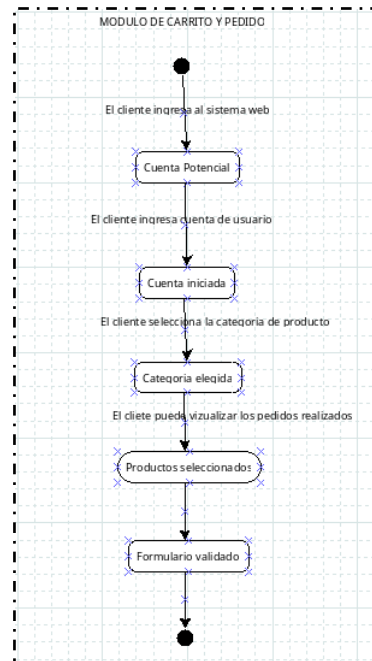 MODULO DE CARRITO Y PEDIDO
El cliente ingresa al sistema web
Cuenta Potencial
El cliente ingresa cuenta de usuario
Cuenta iniciada
El cliente selecciona la categoria de producto
Categoria elegida
El cliete puede vizualizar los pedidos realizados
Productos seleccionados
Formulario validado